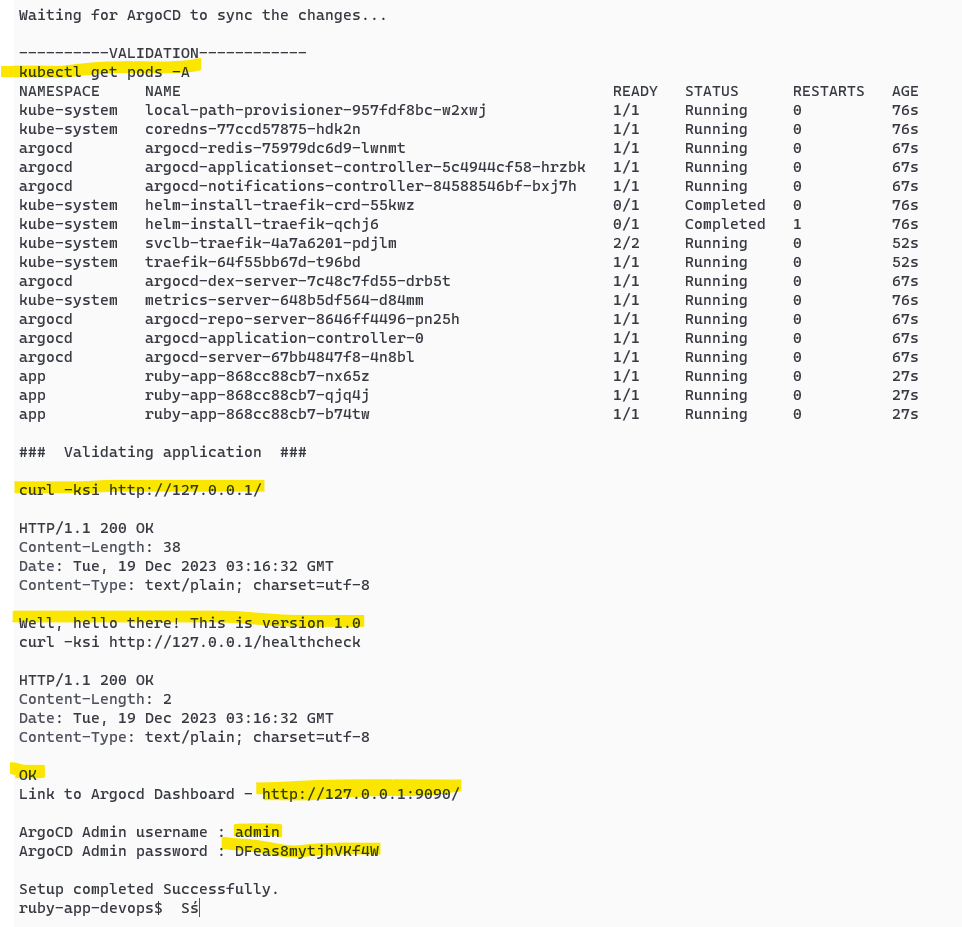 Waiting for ArgoCD to sync the changes...
----------VALIDATION------------
kubectl get pods -A
NAMESPACE NAME READY STATUS RESTARTS AGE
kube-system local-path-provisioner-957fdf8bc-w2xwj 1/1 Running 0 76s
kube-system coredns-77ccd57875-hdk2n 1/1 Running 0 76s
argocd argocd-redis-75979dc6d9-lwnmt 1/1 Running 0 67s
argocd argocd-applicationset-controller-5c4944cf58-hrzbk 1/1 Running 0 67s
argocd argocd-notifications-controller-84588546bf-bxj7h 1/1 Running 0 67s
kube-system helm-install-traefik-crd-55kwz 0/1 Completed 0 76s
kube-system helm-install-traefik-qchj6 0/1 Completed 1 76s
kube-system svclb-traefik-4a7a6201-pdjlm 2/2 Running 0 52s
kube-system traefik-64f55bb67d-t96bd 1/1 Running 0 52s
argocd argocd-dex-server-7c48c7fd55-drb5t 1/1 Running 0 67s
kube-system metrics-server-648b5df564-d84mm 1/1 Running 0 76s
argocd argocd-repo-server-8646ff4496-pn25h 1/1 Running 0 67s
argocd argocd-application-controller-0 1/1 Running 0 67s
argocd argocd-server-67bb4847f8-4n8bl 1/1 Running 0 67s
app ruby-app-868cc88cb7-nx65z 1/1 Running 0 27s
app ruby-app-868cc88cb7-qjq4j 1/1 Running 0 27s
app ruby-app-868cc88cb7-b74tw 1/1 Running 0 27s
### Validating application ###
curl -ksi http://127.0.0.1/
HTTP/1.1 200 OK
Content-Length: 38
Date: Tue, 19 Dec 2023 03:16:32 GMT
Content-Type: text/plain; charset=utf-8
Well, hello there! This is version 1.0
curl -ksi http://127.0.0.1/healthcheck
HTTP/1.1 200 OK
Content-Length: 2
Date: Tue, 19 Dec 2023 03:16:32 GMT
Content-Type: text/plain; charset=utf-8
OK
Link to Argocd Dashboard - http://127.0.0.1:9090/
ArgoCD Admin username : admin
ArgoCD Admin password : DFeas8mytjhVKf4W
Setup completed Successfully.
ruby-app-devops$ Sś